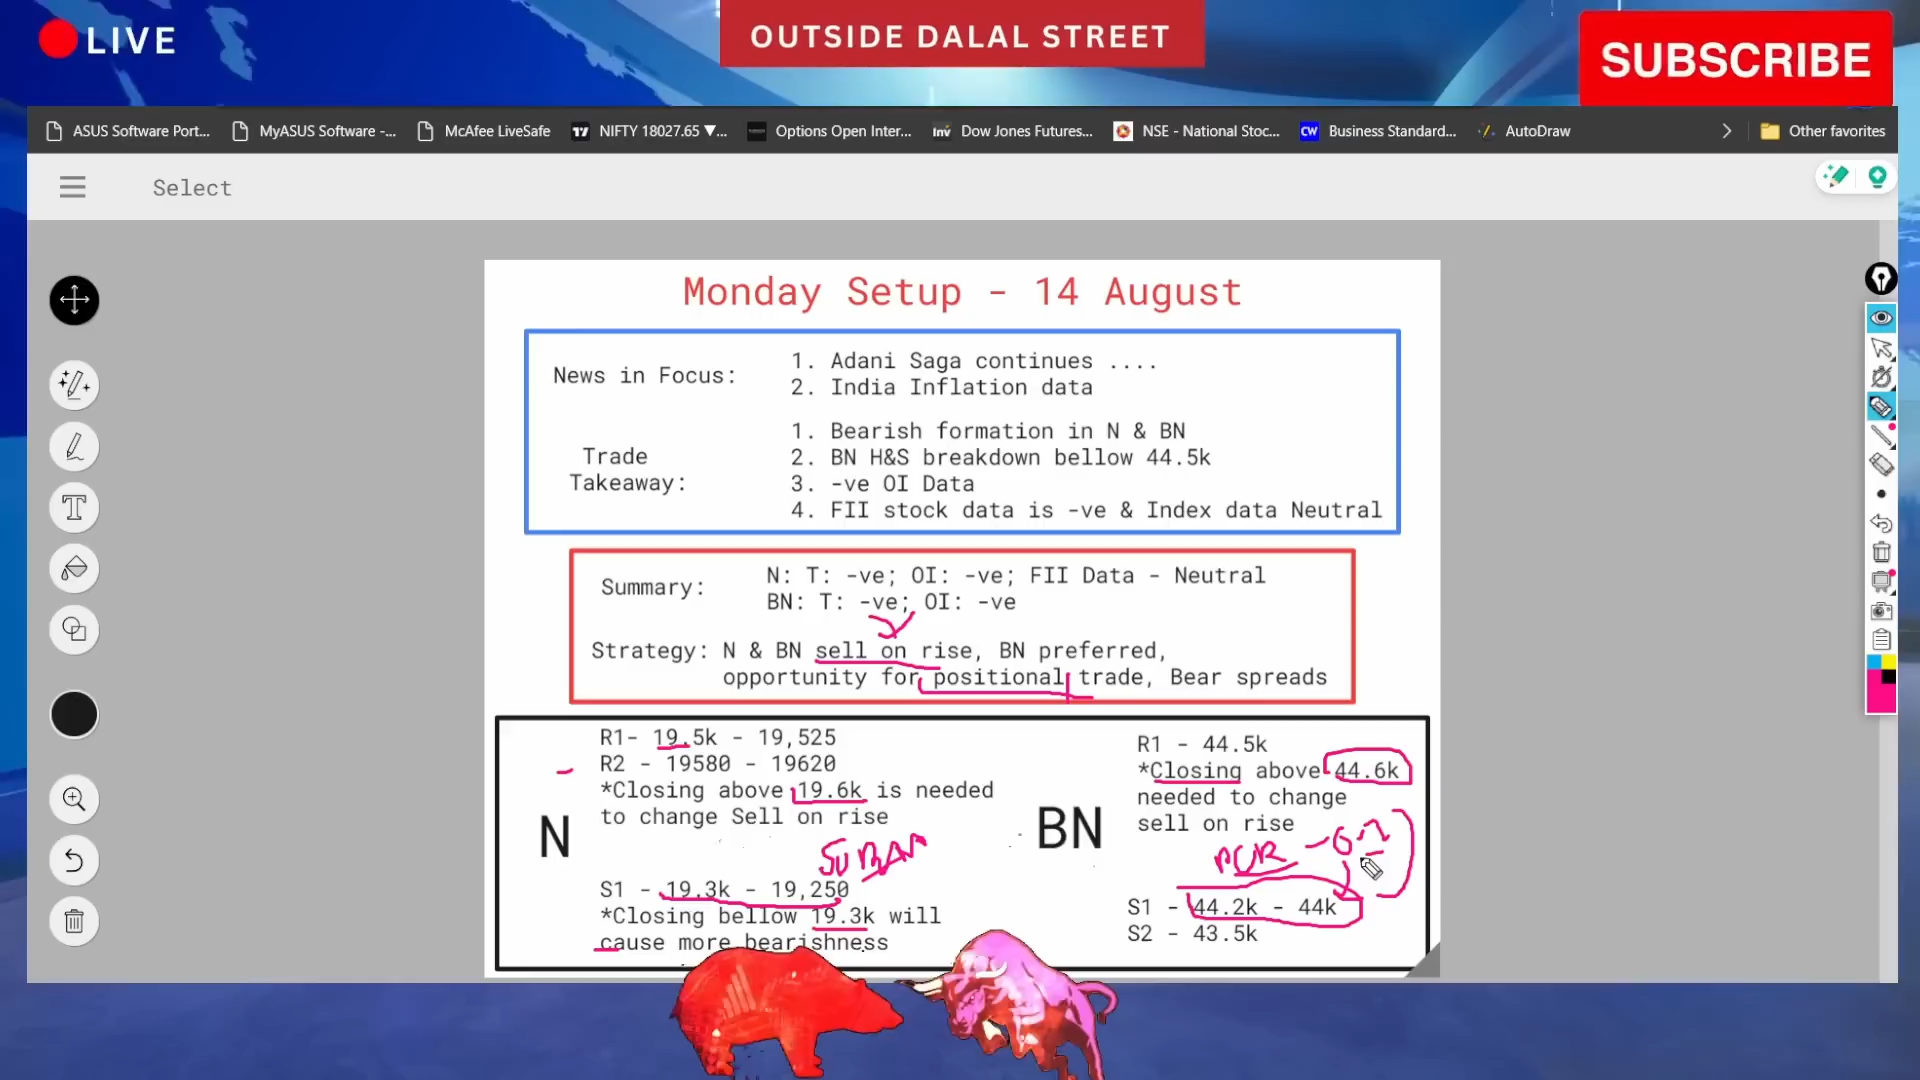 LIVE
OUTSIDE DALAL STREET
SUBSCRIBE
ASUS Software Port...
MyASUS Software -...
McAfee LiveSafe
NIFTY 18027.65 ▼...
Options Open Inter...
Inv
Dow Jones Futures...
NSE - National Stoc...
CW
Business Standard...
AutoDraw
Other favorites
Select
Monday Setup - 14 August
News in Focus:
1. Adani Saga continues ....
2. India Inflation data
Trade
Takeaway:
1. Bearish formation in N & BN
2. BN H&S breakdown bellow 44.5k
3. -ve OI Data
4. FII stock data is -ve & Index data Neutral
Summary:
N: T: -ve; OI: -ve; FII Data - Neutral
BN: T: -ve; OI: -ve
Strategy: N & BN sell on rise, BN preferred,
opportunity for positional trade, Bear spreads
N
R1- 19.5k - 19,525
R2 - 19580 - 19620
*Closing above 19.6k is needed
to change Sell on rise
S1 - 19.3k - 19,250
*Closing bellow 19.3k will
cause more bearishness
BN
R1 - 44.5k
*Closing above 44.6k
needed to change
sell on rise
PCR
S1 - 44.2k - 44k
S2 - 43.5k